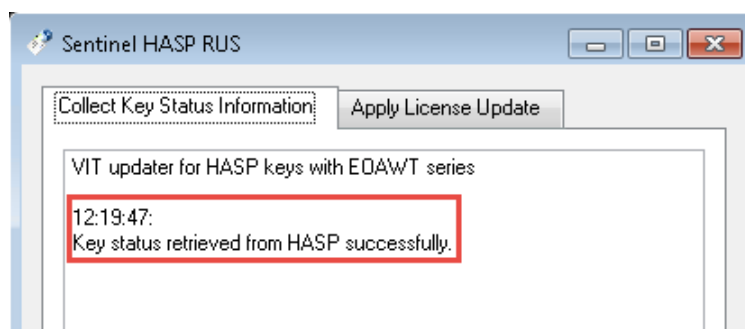 Sentinel HASP RUS
Collect Key Status Information
Apply License Update
VIT updater for HASP keys with EOAWT series
12:19:47:
Key status retrieved from HASP successfully.